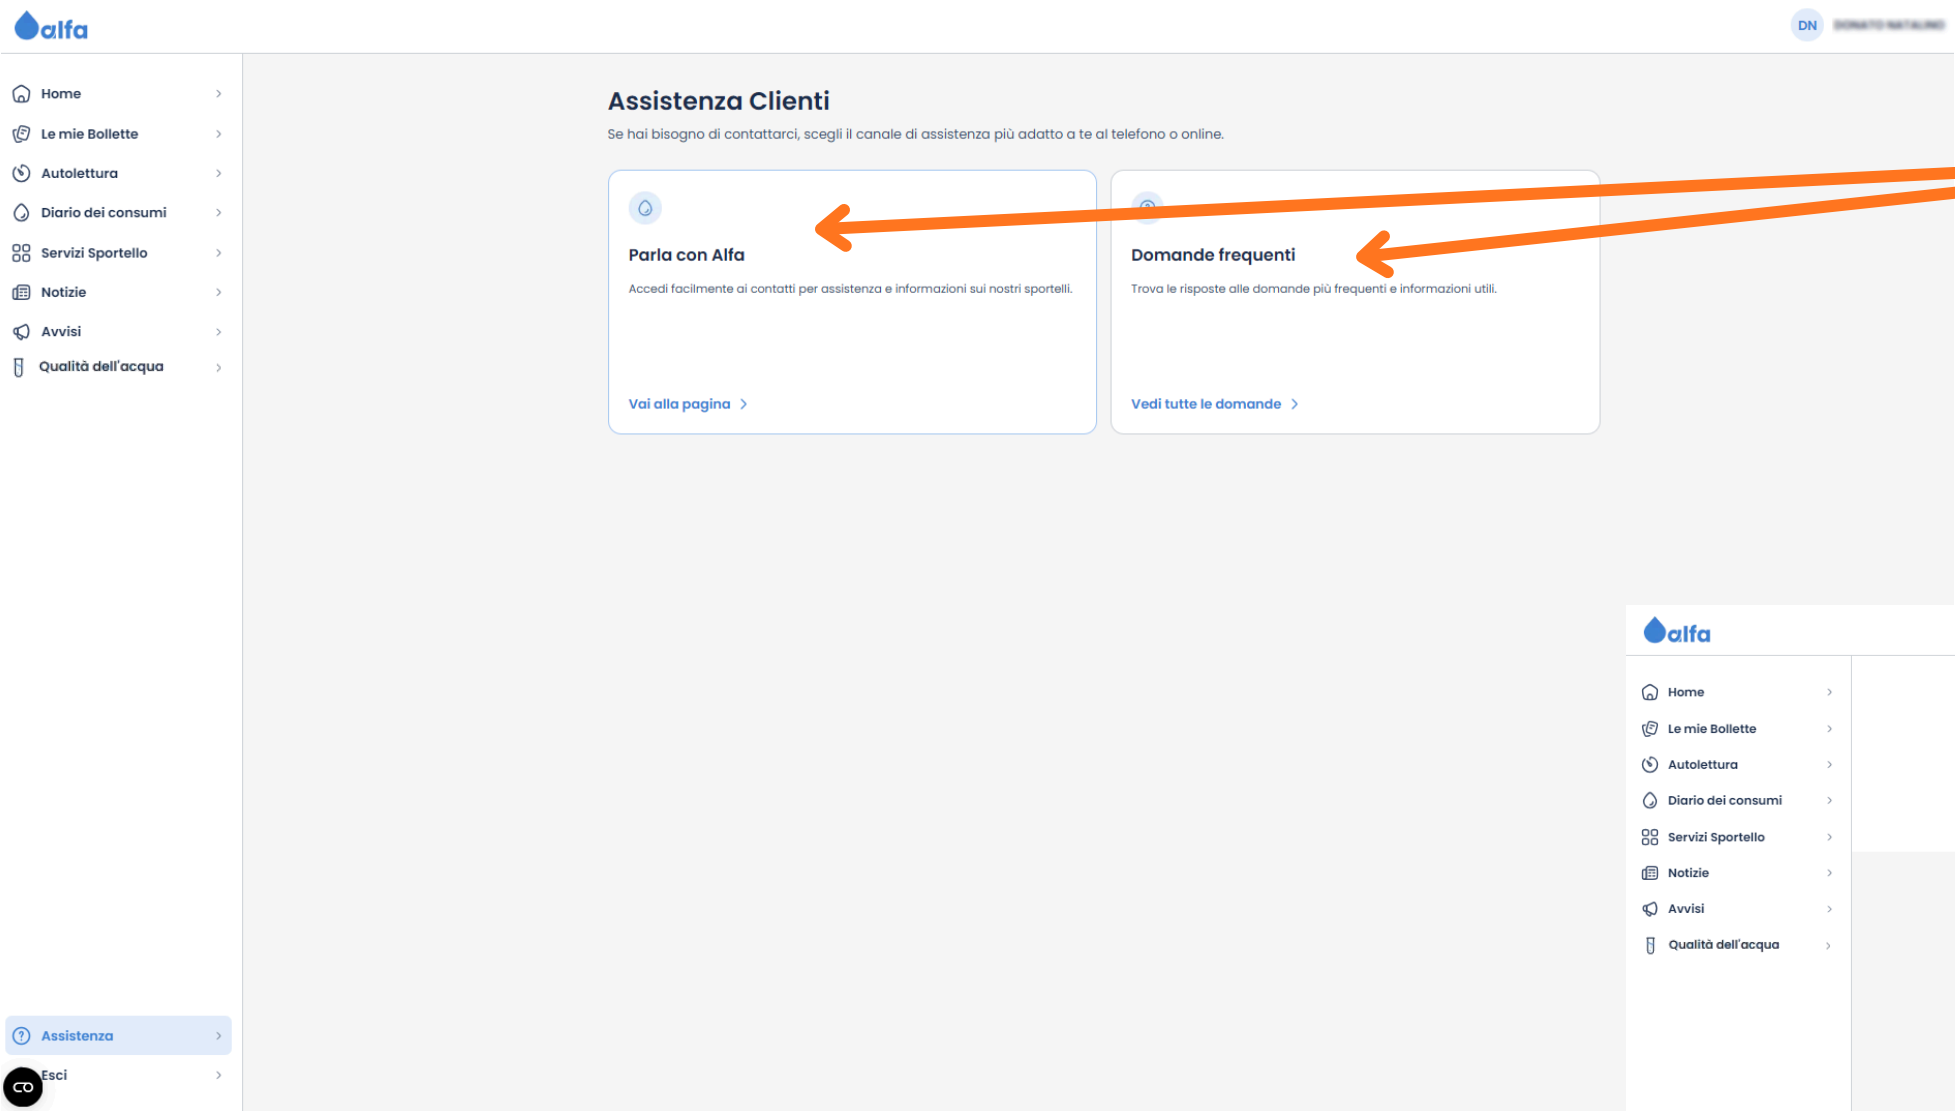 alfa
DN
Home
Le mie Bollette
Autolettura
Diario dei consumi
Servizi Sportello
Notizie
Avvisi
Qualità dell'acqua
Assistenza
Esci
Assistenza Clienti
Se hai bisogno di contattarci, scegli il canale di assistenza più adatto a te al telefono o online.
Parla con Alfa
Accedi facilmente ai contatti per assistenza e informazioni sui nostri sportelli.
Vai alla pagina
Domande frequenti
Trova le risposte alle domande più frequenti e informazioni utili.
Vedi tutte le domande
alfa
Home
Le mie Bollette
Autolettura
Diario dei consumi
Servizi Sportello
Notizie
Avvisi
Qualità dell'acqua